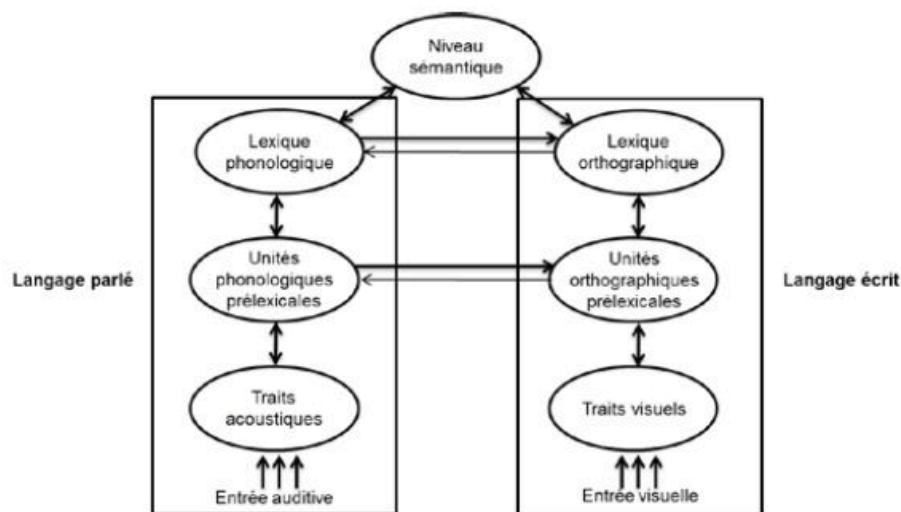 Niveau
sémantique
Lexique
phonologique
Lexique
orthographique
Langage parlé
Unités
phonologiques
prélexicales
Unités
orthographiques
prélexicales
Langage écrit
Traits
acoustiques
Traits visuels
Entrée auditive
Entrée visuelle